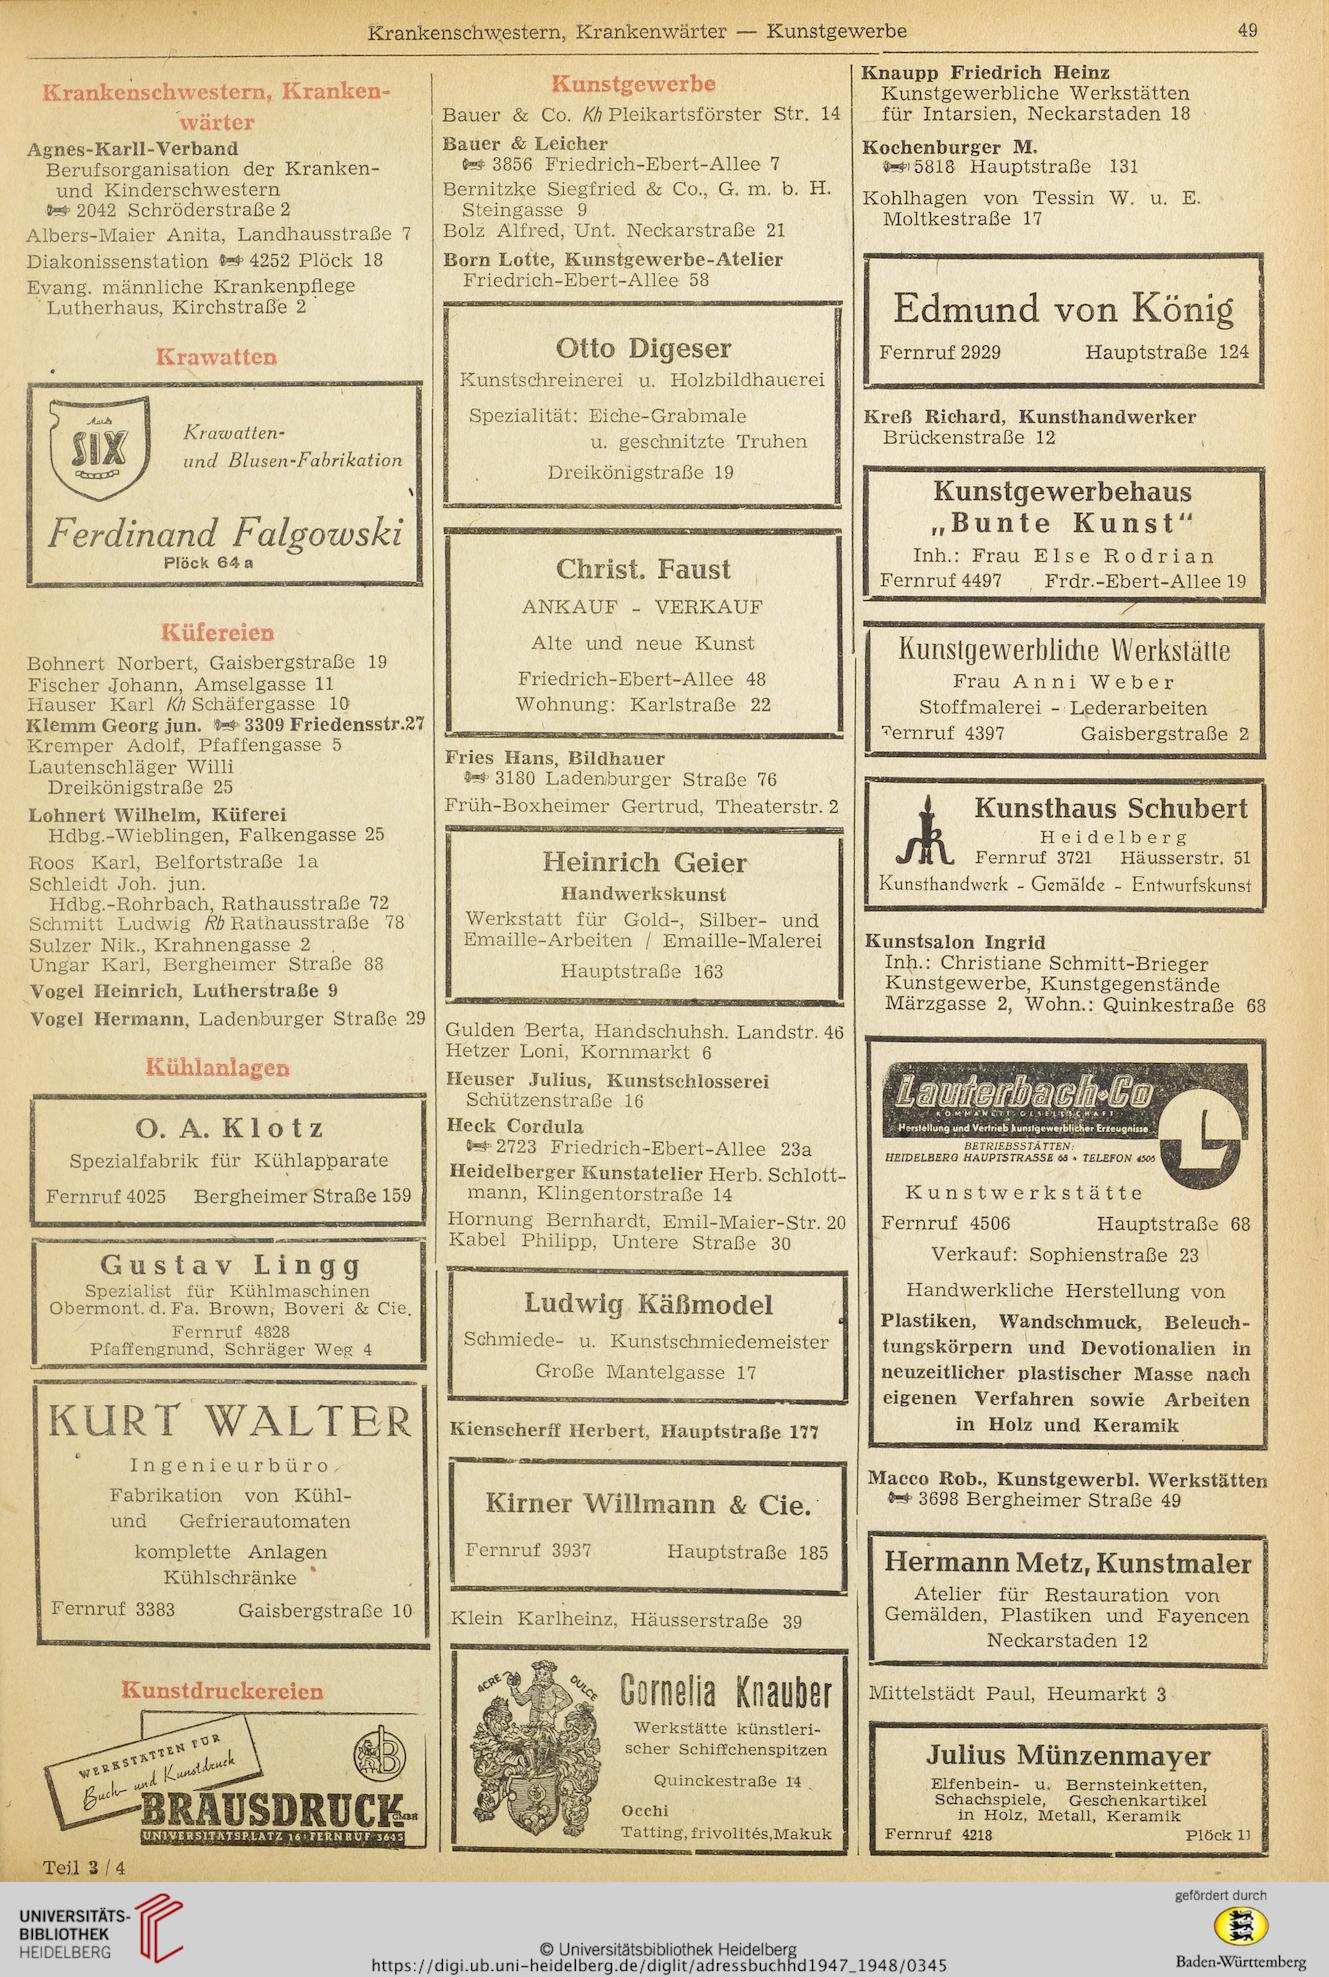 Krankenschwestern, Krankenwärter — Kunstgewerbe
49
Krankenschwestern, Kranken-
wärter
Agnes-Karll-Verband
Berufsorganisation der Kranken-
und Kinderschwestern
2042 Schröderstraße 2
Albers-Maier Anita, Landhausstraße 7
Diakonissenstation 4252 Plöck 18
Evang. männliche Krankenpflege
Lutherhaus, Kirchstraße 2
Krawatten
SIX
Krawatten-
und Blusen-Fabrikation
Ferdinand Falgowski
Plöck 64a
Küfereien
Bohnert Norbert, Gaisbergstraße 19
Fischer Johann, Amselgasse 11
Hauser Karl Kh Schäfergasse 10
Klemm Georg jun. 3309 Friedensstr.27
Kremper Adolf, Pfaffengasse 5
Lautenschläger Willi
Dreikönigstraße 25
Lohnert Wilhelm, Küferei
Hdbg.-Wieblingen, Falkengasse 25
Roos Karl, Belfortstraße 1a
Schleidt Joh. jun.
Hdbg.-Rohrbach, Rathausstraße 72
Schmitt Ludwig Rb Rathausstraße 78
Sulzer Nik., Krahnengasse 2
Ungar Karl, Bergheimer Straße 88
Vogel Heinrich, Lutherstraße 9
Vogel Hermann, Ladenburger Straße 29
Kühlanlagen
O. A. Klotz
Spezialfabrik für Kühlapparate
Fernruf 4025 Bergheimer Straße 159
Gustav Lingg
Spezialist für Kühlmaschinen
Obermont. d. Fa. Brown, Boveri & Cie.
Fernruf 4828
Pfaffengrund, Schräger Weg 4
KURT WALTER
Ingenieurbüro
Fabrikation von Kühl-
und Gefrierautomaten
komplette Anlagen
Kühlschränke
Fernruf 3383 Gaisbergstraße 10
Kunstdruckereien
WERKSTÄTTEN FÜR
Buch- und Kunstdruck
B
BRAUSDRUCK GMBH
UNIVERSITÄTSPLATZ 16 · FERNRUF 3645
Teil 3 / 4
Kunstgewerbe
Bauer & Co. Kh Pleikartsförster Str. 14
Bauer & Leicher
3856 Friedrich-Ebert-Allee 7
Bernitzke Siegfried & Co., G. m. b. H.
Steingasse 9
Bolz Alfred, Unt. Neckarstraße 21
Born Lotte, Kunstgewerbe-Atelier
Friedrich-Ebert-Allee 58
Otto Digeser
Kunstschreinerei u. Holzbildhauerei
Spezialität: Eiche-Grabmale
u. geschnitzte Truhen
Dreikönigstraße 19
Christ. Faust
ANKAUF - VERKAUF
Alte und neue Kunst
Friedrich-Ebert-Allee 48
Wohnung: Karlstraße 22
Fries Hans, Bildhauer
3180 Ladenburger Straße 76
Früh-Boxheimer Gertrud, Theaterstr. 2
Heinrich Geier
Handwerkskunst
Werkstatt für Gold-, Silber- und
Emaille-Arbeiten / Emaille-Malerei
Hauptstraße 163
Gulden Berta, Handschuhsh. Landstr. 46
Hetzer Loni, Kornmarkt 6
Heuser Julius, Kunstschlosserei
Schützenstraße 16
Heck Cordula
2723 Friedrich-Ebert-Allee 23a
Heidelberger Kunstatelier Herb. Schlott-
mann, Klingentorstraße 14
Hornung Bernhardt, Emil-Maier-Str. 20
Kabel Philipp, Untere Straße 30
Ludwig Käßmodel
Schmiede- u. Kunstschmiedemeister
Große Mantelgasse 17
Kienscherff Herbert, Hauptstraße 177
Kirner Willmann & Cie.
Fernruf 3937 Hauptstraße 185
Klein Karlheinz, Häusserstraße 39
ACRE DULCE
Cornelia Knauber
Werkstätte künstleri-
scher Schiffchenspitzen
Quinckestraße 14
Occhi
Tatting, frivolités, Makuk
Knaupp Friedrich Heinz
Kunstgewerbliche Werkstätten
für Intarsien, Neckarstaden 18
Kochenburger M.
5818 Hauptstraße 131
Kohlhagen von Tessin W. u. E.
Moltkestraße 17
Edmund von König
Fernruf 2929 Hauptstraße 124
Kreß Richard, Kunsthandwerker
Brückenstraße 12
Kunstgewerbehaus
„Bunte Kunst“
Inh.: Frau Else Rodrian
Fernruf 4497 Frdr.-Ebert-Allee 19
Kunstgewerbliche Werkstätte
Frau Anni Weber
Stoffmalerei - Lederarbeiten
Fernruf 4397 Gaisbergstraße 2
Kunsthaus Schubert
Heidelberg
Fernruf 3721 Häusserstr. 51
Kunsthandwerk - Gemälde - Entwurfskunst
Kunstsalon Ingrid
Inh.: Christiane Schmitt-Brieger
Kunstgewerbe, Kunstgegenstände
Märzgasse 2, Wohn.: Quinkestraße 68
Lauterbach & Co
KOMMANDIT-GESELLSCHAFT
Herstellung und Vertrieb kunstgewerblicher Erzeugnisse
L
BETRIEBSSTÄTTEN:
HEIDELBERG HAUPTSTRASSE 68 • TELEFON 4506
Kunstwerkstätte
Fernruf 4506 Hauptstraße 68
Verkauf: Sophienstraße 23
Handwerkliche Herstellung von
Plastiken, Wandschmuck, Beleuch-
tungskörpern und Devotionalien in
neuzeitlicher plastischer Masse nach
eigenen Verfahren sowie Arbeiten
in Holz und Keramik
Macco Rob., Kunstgewerbl. Werkstätten
3698 Bergheimer Straße 49
Hermann Metz, Kunstmaler
Atelier für Restauration von
Gemälden, Plastiken und Fayencen
Neckarstaden 12
Mittelstädt Paul, Heumarkt 3
Julius Münzenmayer
Elfenbein- u. Bernsteinketten,
Schachspiele, Geschenkartikel
in Holz, Metall, Keramik
Fernruf 4218 Plöck 11
UNIVERSITÄTS-
BIBLIOTHEK
HEIDELBERG
© Universitätsbibliothek Heidelberg
https://digi.ub.uni-heidelberg.de/diglit/adressbuchhd1947_1948/0345
gefördert durch
Baden-Württemberg